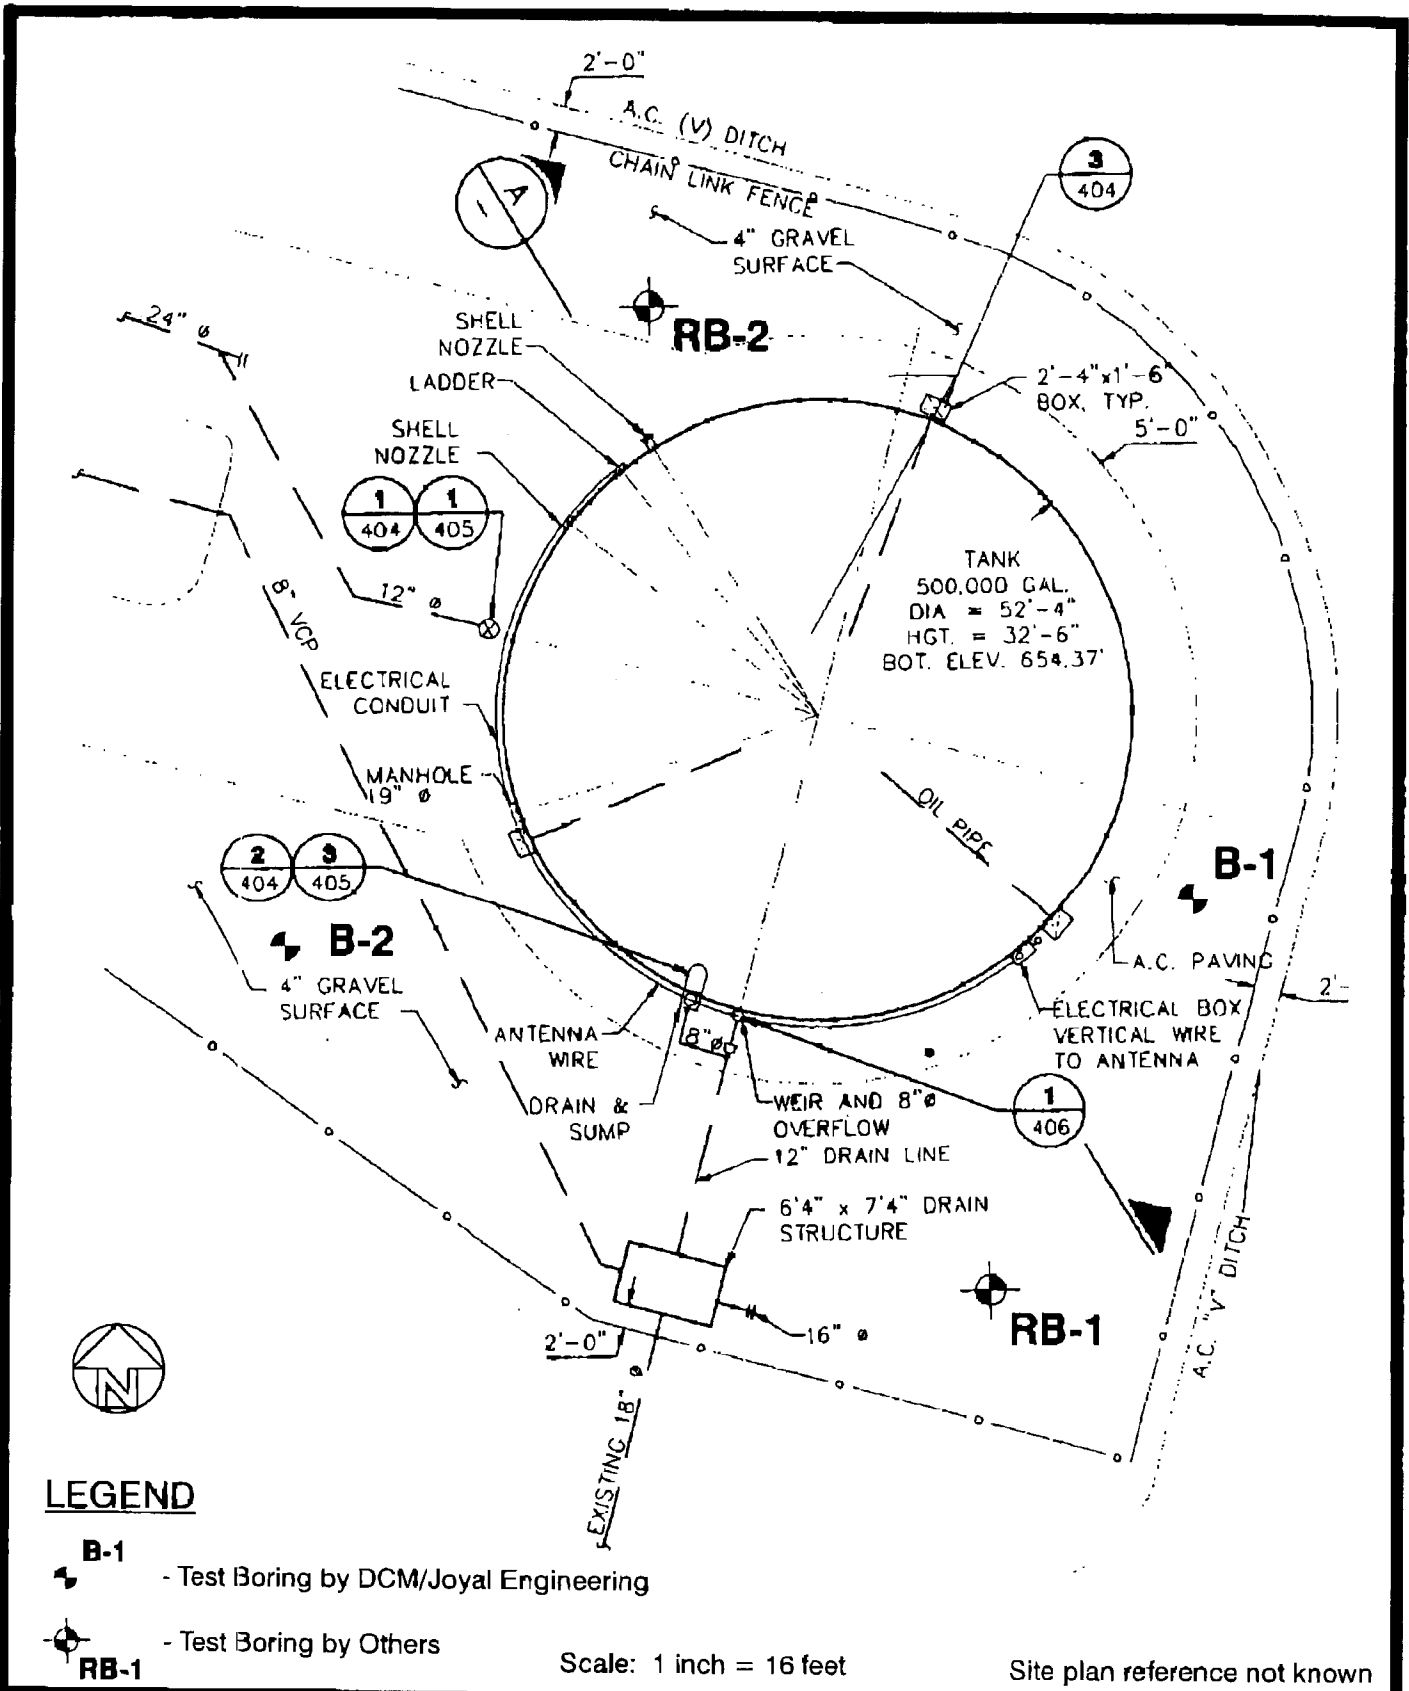 2'-0"
A.C. (V) DITCH
CHAIN LINK FENCE
3
404
A
4" GRAVEL
SURFACE
RB-2
24" ø
SHELL
NOZZLE
LADDER
SHELL
NOZZLE
2'-4"x1'-6"
BOX, TYP.
5'-0"
1
404
1
405
12" ø
8" VCP
TANK
500,000 GAL.
DIA = 52'-4"
HGT. = 32'-6"
BOT. ELEV. 654.37'
ELECTRICAL
CONDUIT
MANHOLE
19" ø
OIL PIPE
2
404
3
405
B-1
B-2
4" GRAVEL
SURFACE
A.C. PAVING
2'-
ELECTRICAL BOX
VERTICAL WIRE
TO ANTENNA
ANTENNA
WIRE
8"ø
DRAIN &
SUMP
WEIR AND 8"ø
OVERFLOW
12" DRAIN LINE
1
406
6'4" x 7'4" DRAIN
STRUCTURE
A.C. "V" DITCH
RB-1
16" ø
2'-0"
EXISTING 18" ø
N
LEGEND
B-1
- Test Boring by DCM/Joyal Engineering
- Test Boring by Others
RB-1
Scale: 1 inch = 16 feet
Site plan reference not known